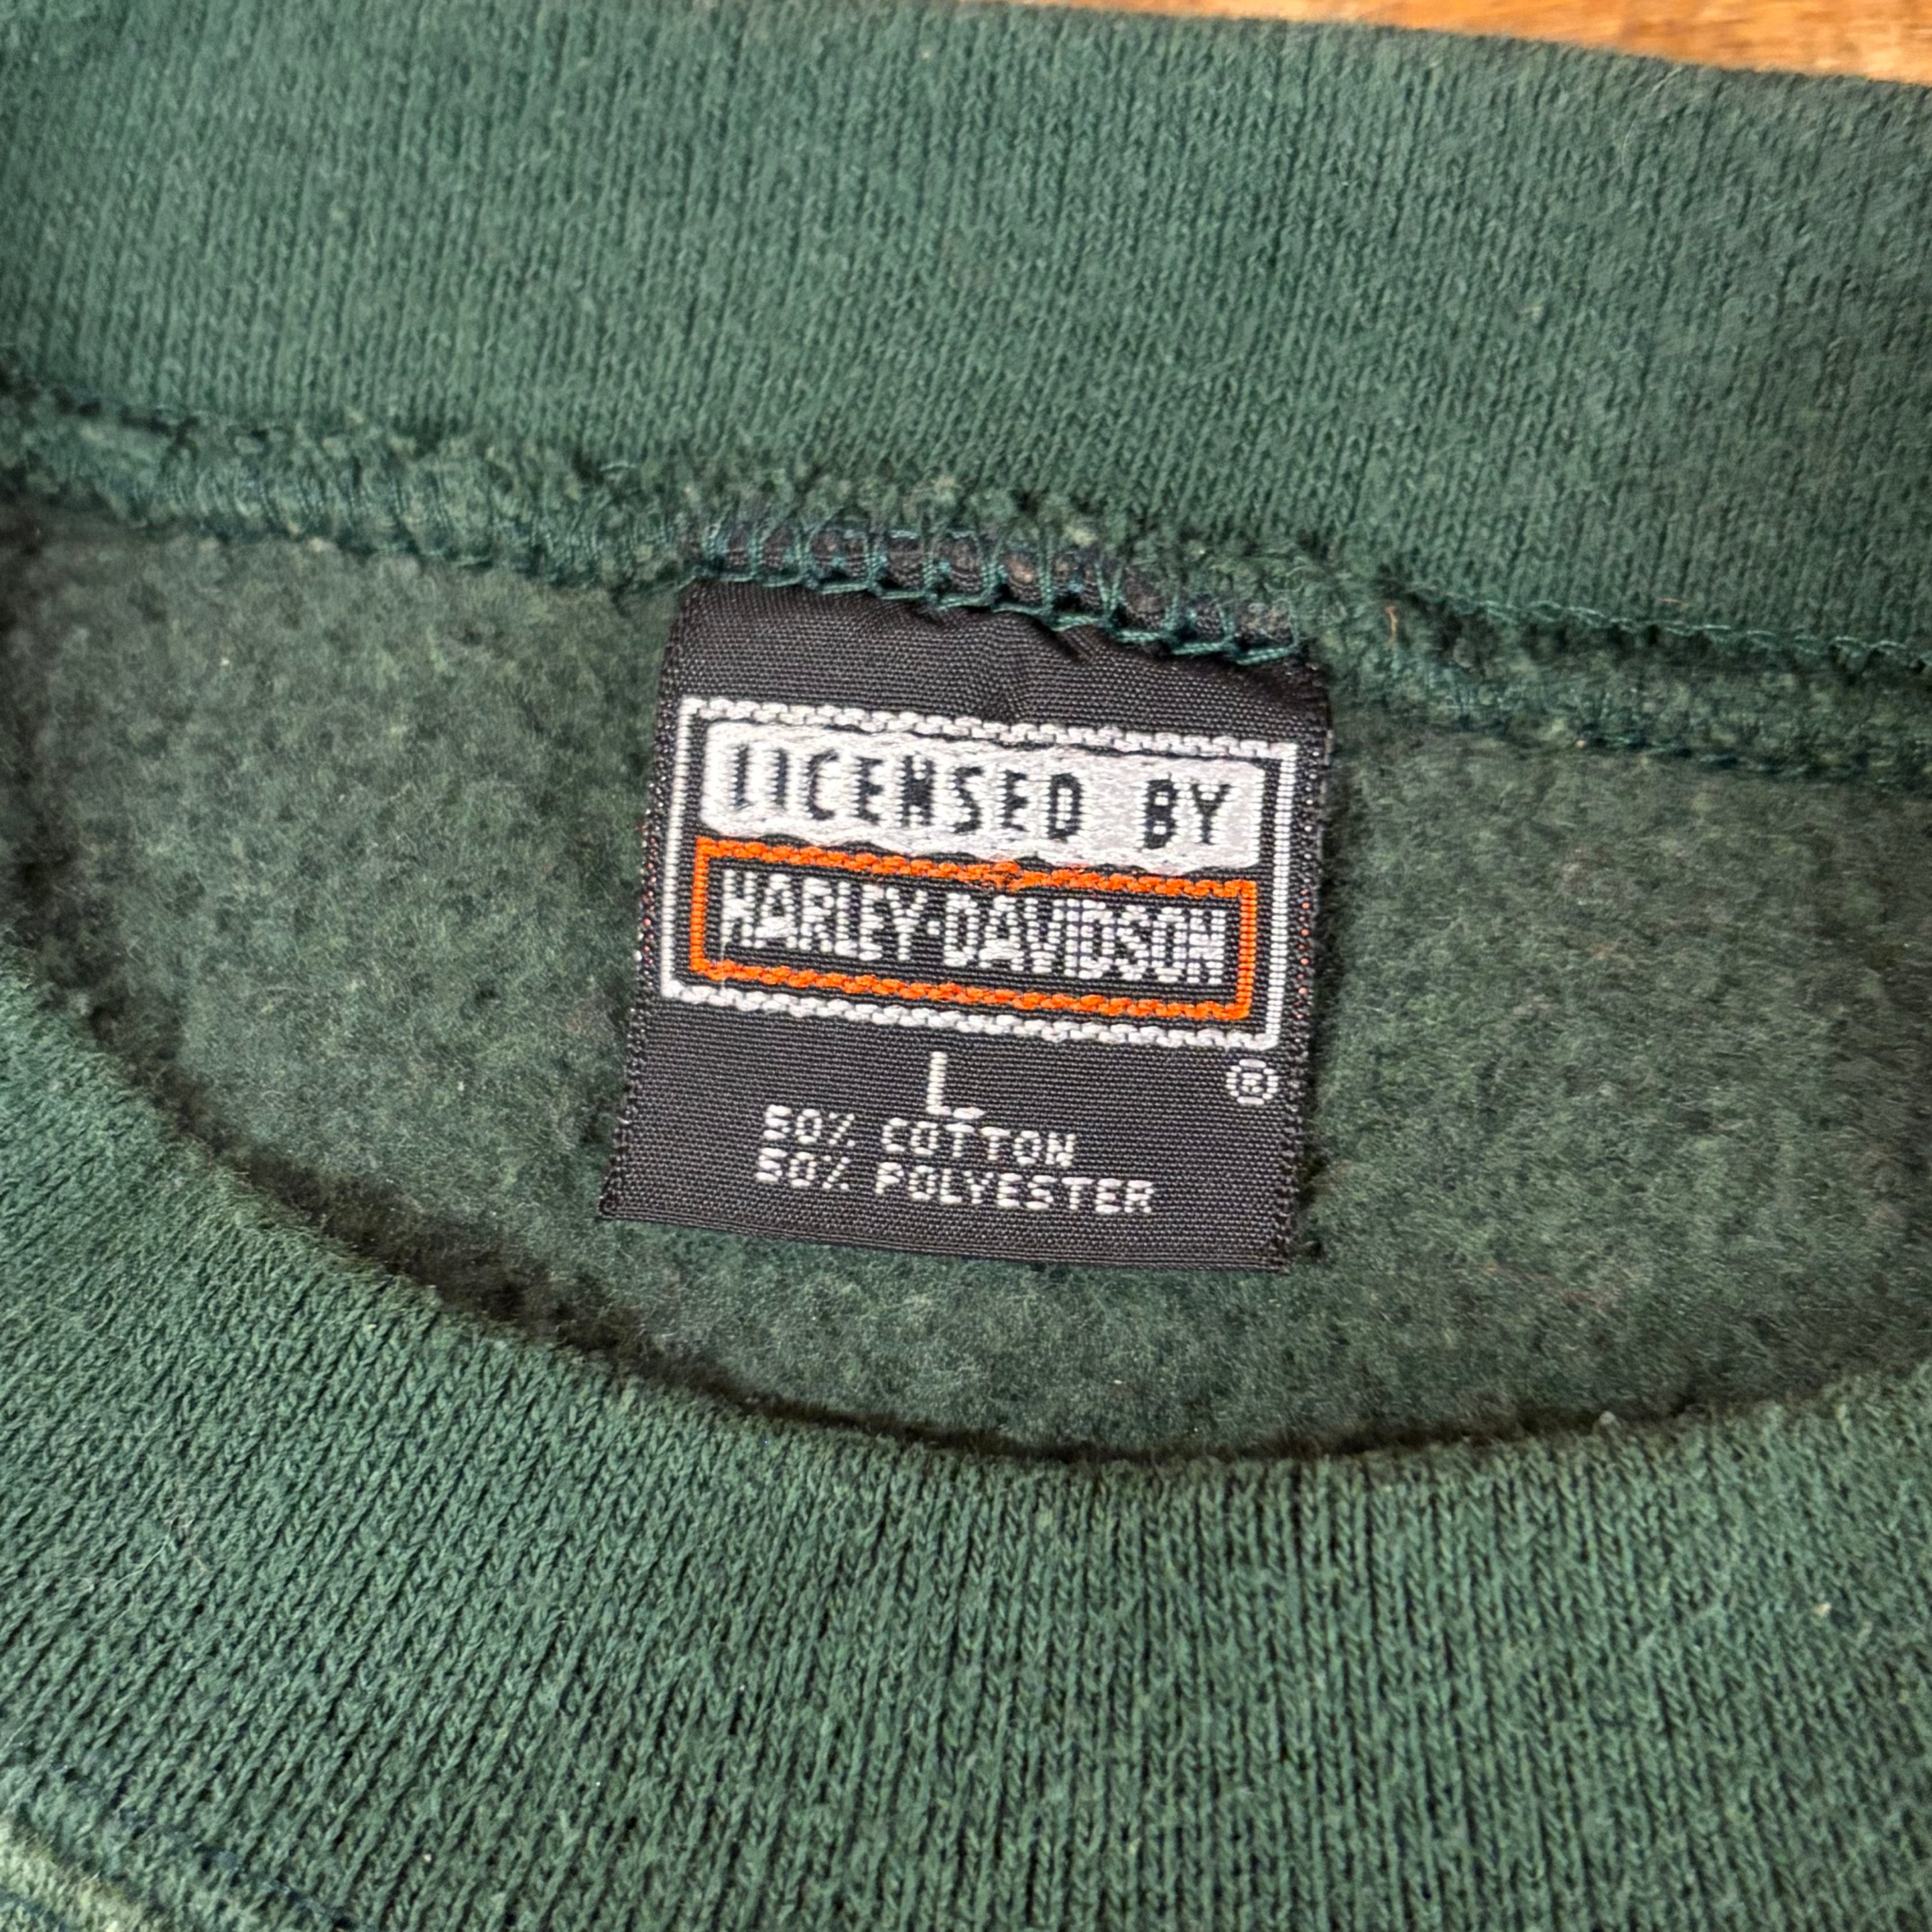 LICENSED BY
HARLEY-DAVIDSON
L
®
50% COTTON
50% POLYESTER